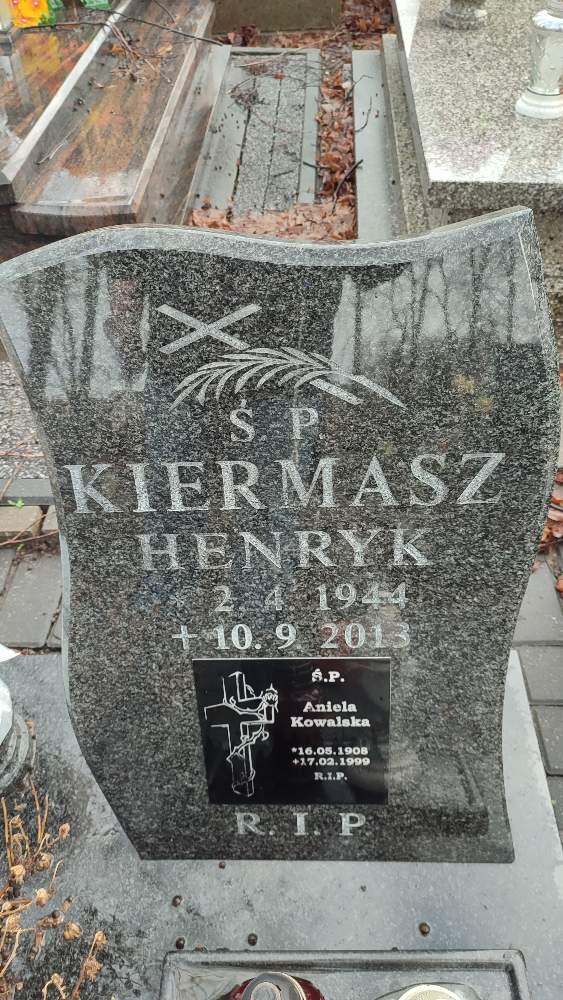 Ś. P.
KIERMASZ
HENRYK
* 2. 4. 1944
+ 10. 9. 2013
Ś.P.
Aniela
Kowalska
*16.05.1908
+17.02.1999
R.I.P.
R. I. P.